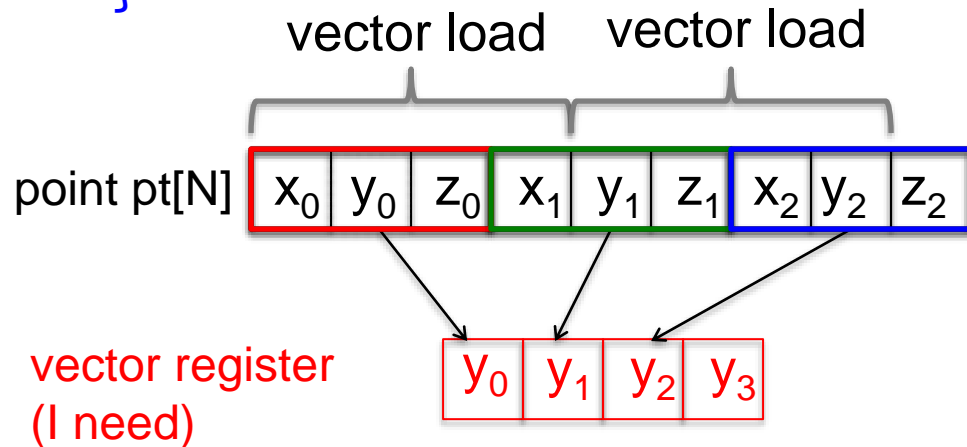 }
vector load vector load
point pt[N] x₀ y₀ z₀ x₁ y₁ z₁ x₂ y₂ z₂
vector register y₀ y₁ y₂ y₃
(I need)